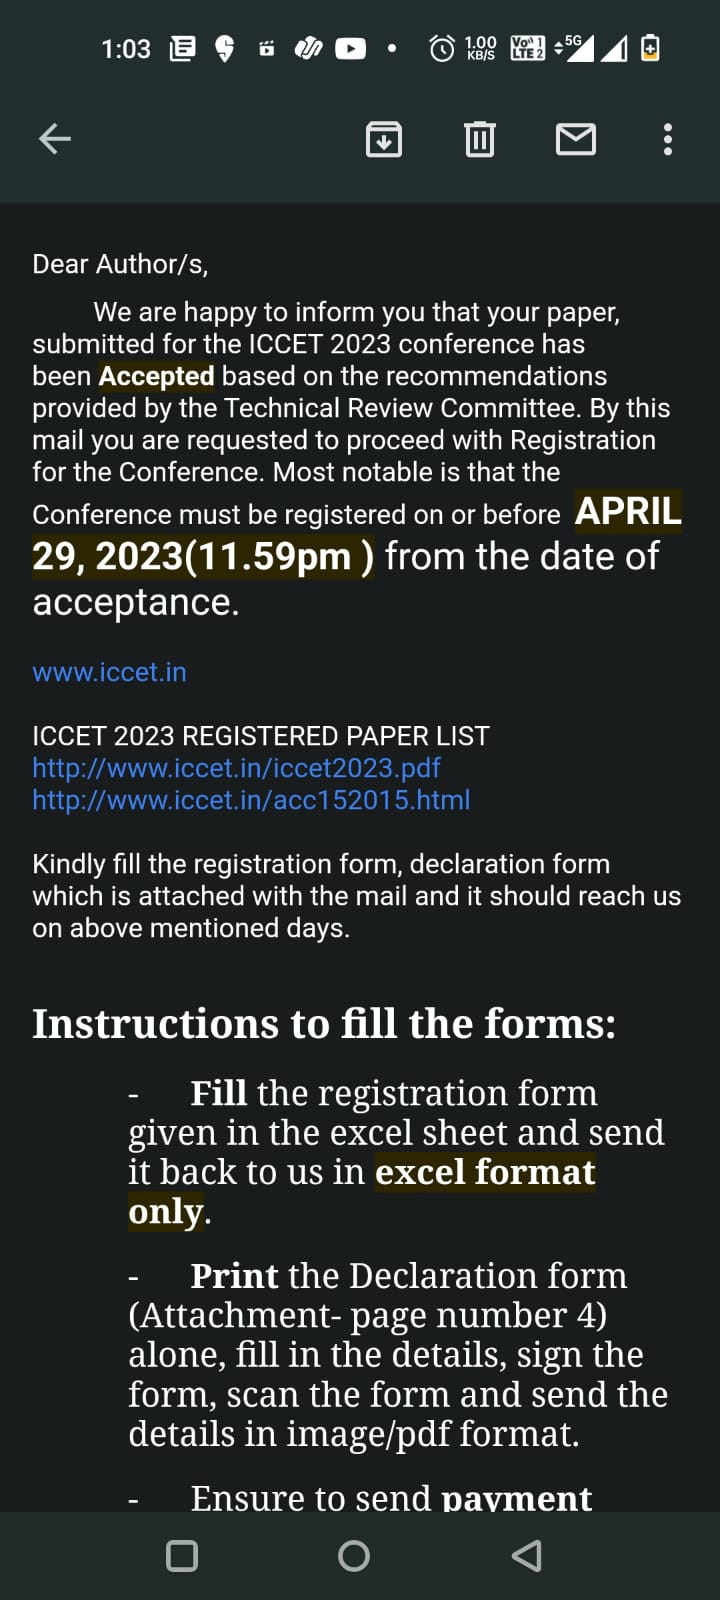 1:03
1.00
KB/S
Vo 1
LTE 2
5G
Dear Author/s,
We are happy to inform you that your paper,
submitted for the ICCET 2023 conference has
been Accepted based on the recommendations
provided by the Technical Review Committee. By this
mail you are requested to proceed with Registration
for the Conference. Most notable is that the
Conference must be registered on or before APRIL
29, 2023(11.59pm ) from the date of
acceptance.
www.iccet.in
ICCET 2023 REGISTERED PAPER LIST
http://www.iccet.in/iccet2023.pdf
http://www.iccet.in/acc152015.html
Kindly fill the registration form, declaration form
which is attached with the mail and it should reach us
on above mentioned days.
Instructions to fill the forms:
- Fill the registration form
given in the excel sheet and send
it back to us in excel format
only.
- Print the Declaration form
(Attachment- page number 4)
alone, fill in the details, sign the
form, scan the form and send the
details in image/pdf format.
- Ensure to send payment